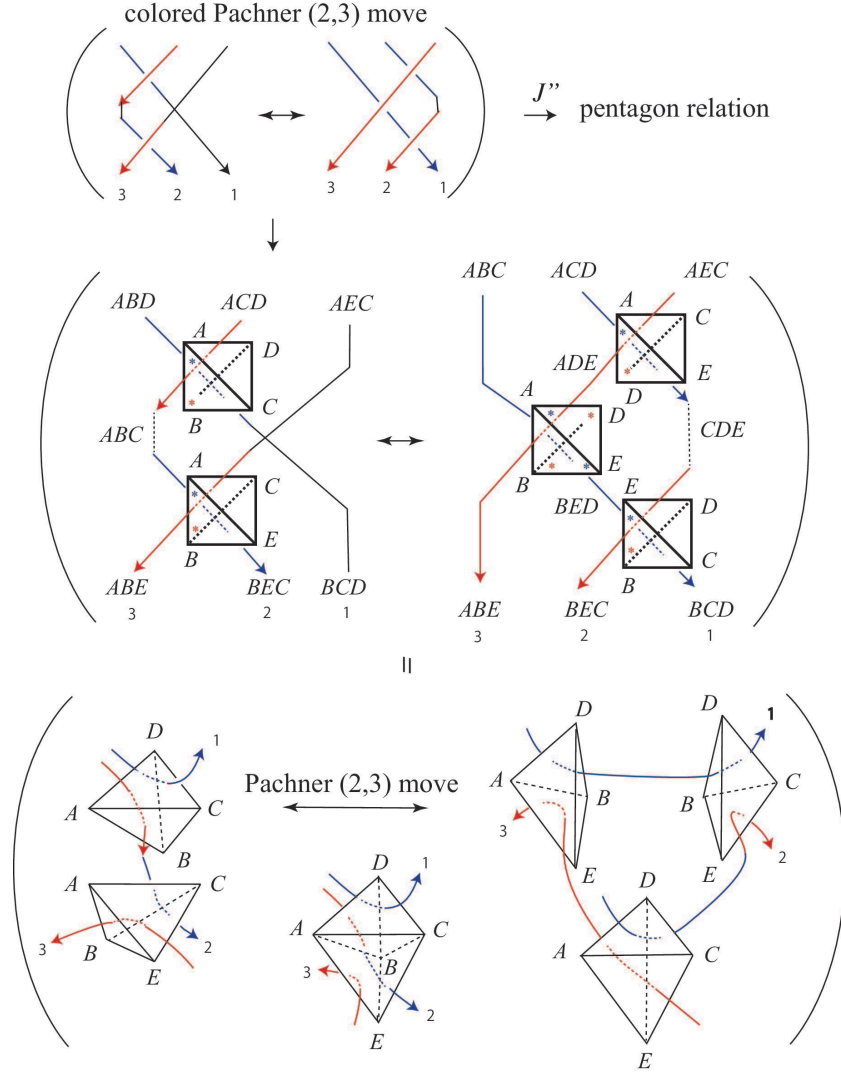 colored Pachner (2,3) move
J''
pentagon relation
3 2 1
3 2 1
ABD ACD AEC
A
D
ABC
B
C
A
C
B
E
ABE BEC BCD
3 2 1
ABC ACD AEC
A
C
ADE
D
E
A
D
CDE
B
E
BED
E
D
B
C
ABE BEC BCD
3 2 1
=
D
1
A
C
B
A
C
3
B
2
E
Pachner (2,3) move
D
1
A
C
B
3
2
E
D
D
1
A
B
B
C
3
2
E
E
D
A
C
E